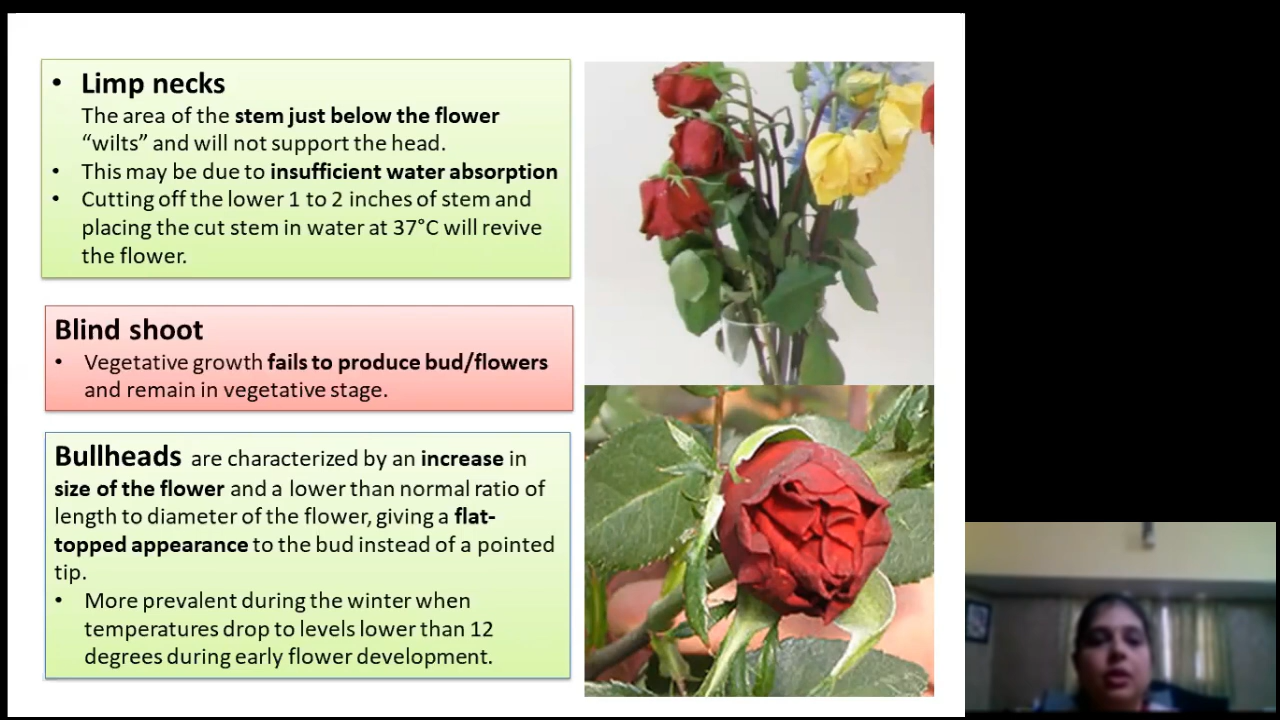 • Limp necks
The area of the stem just below the flower
“wilts” and will not support the head.
• This may be due to insufficient water absorption
• Cutting off the lower 1 to 2 inches of stem and
placing the cut stem in water at 37°C will revive
the flower.
Blind shoot
• Vegetative growth fails to produce bud/flowers
and remain in vegetative stage.
Bullheads are characterized by an increase in
size of the flower and a lower than normal ratio of
length to diameter of the flower, giving a flat-
topped appearance to the bud instead of a pointed
tip.
• More prevalent during the winter when
temperatures drop to levels lower than 12
degrees during early flower development.